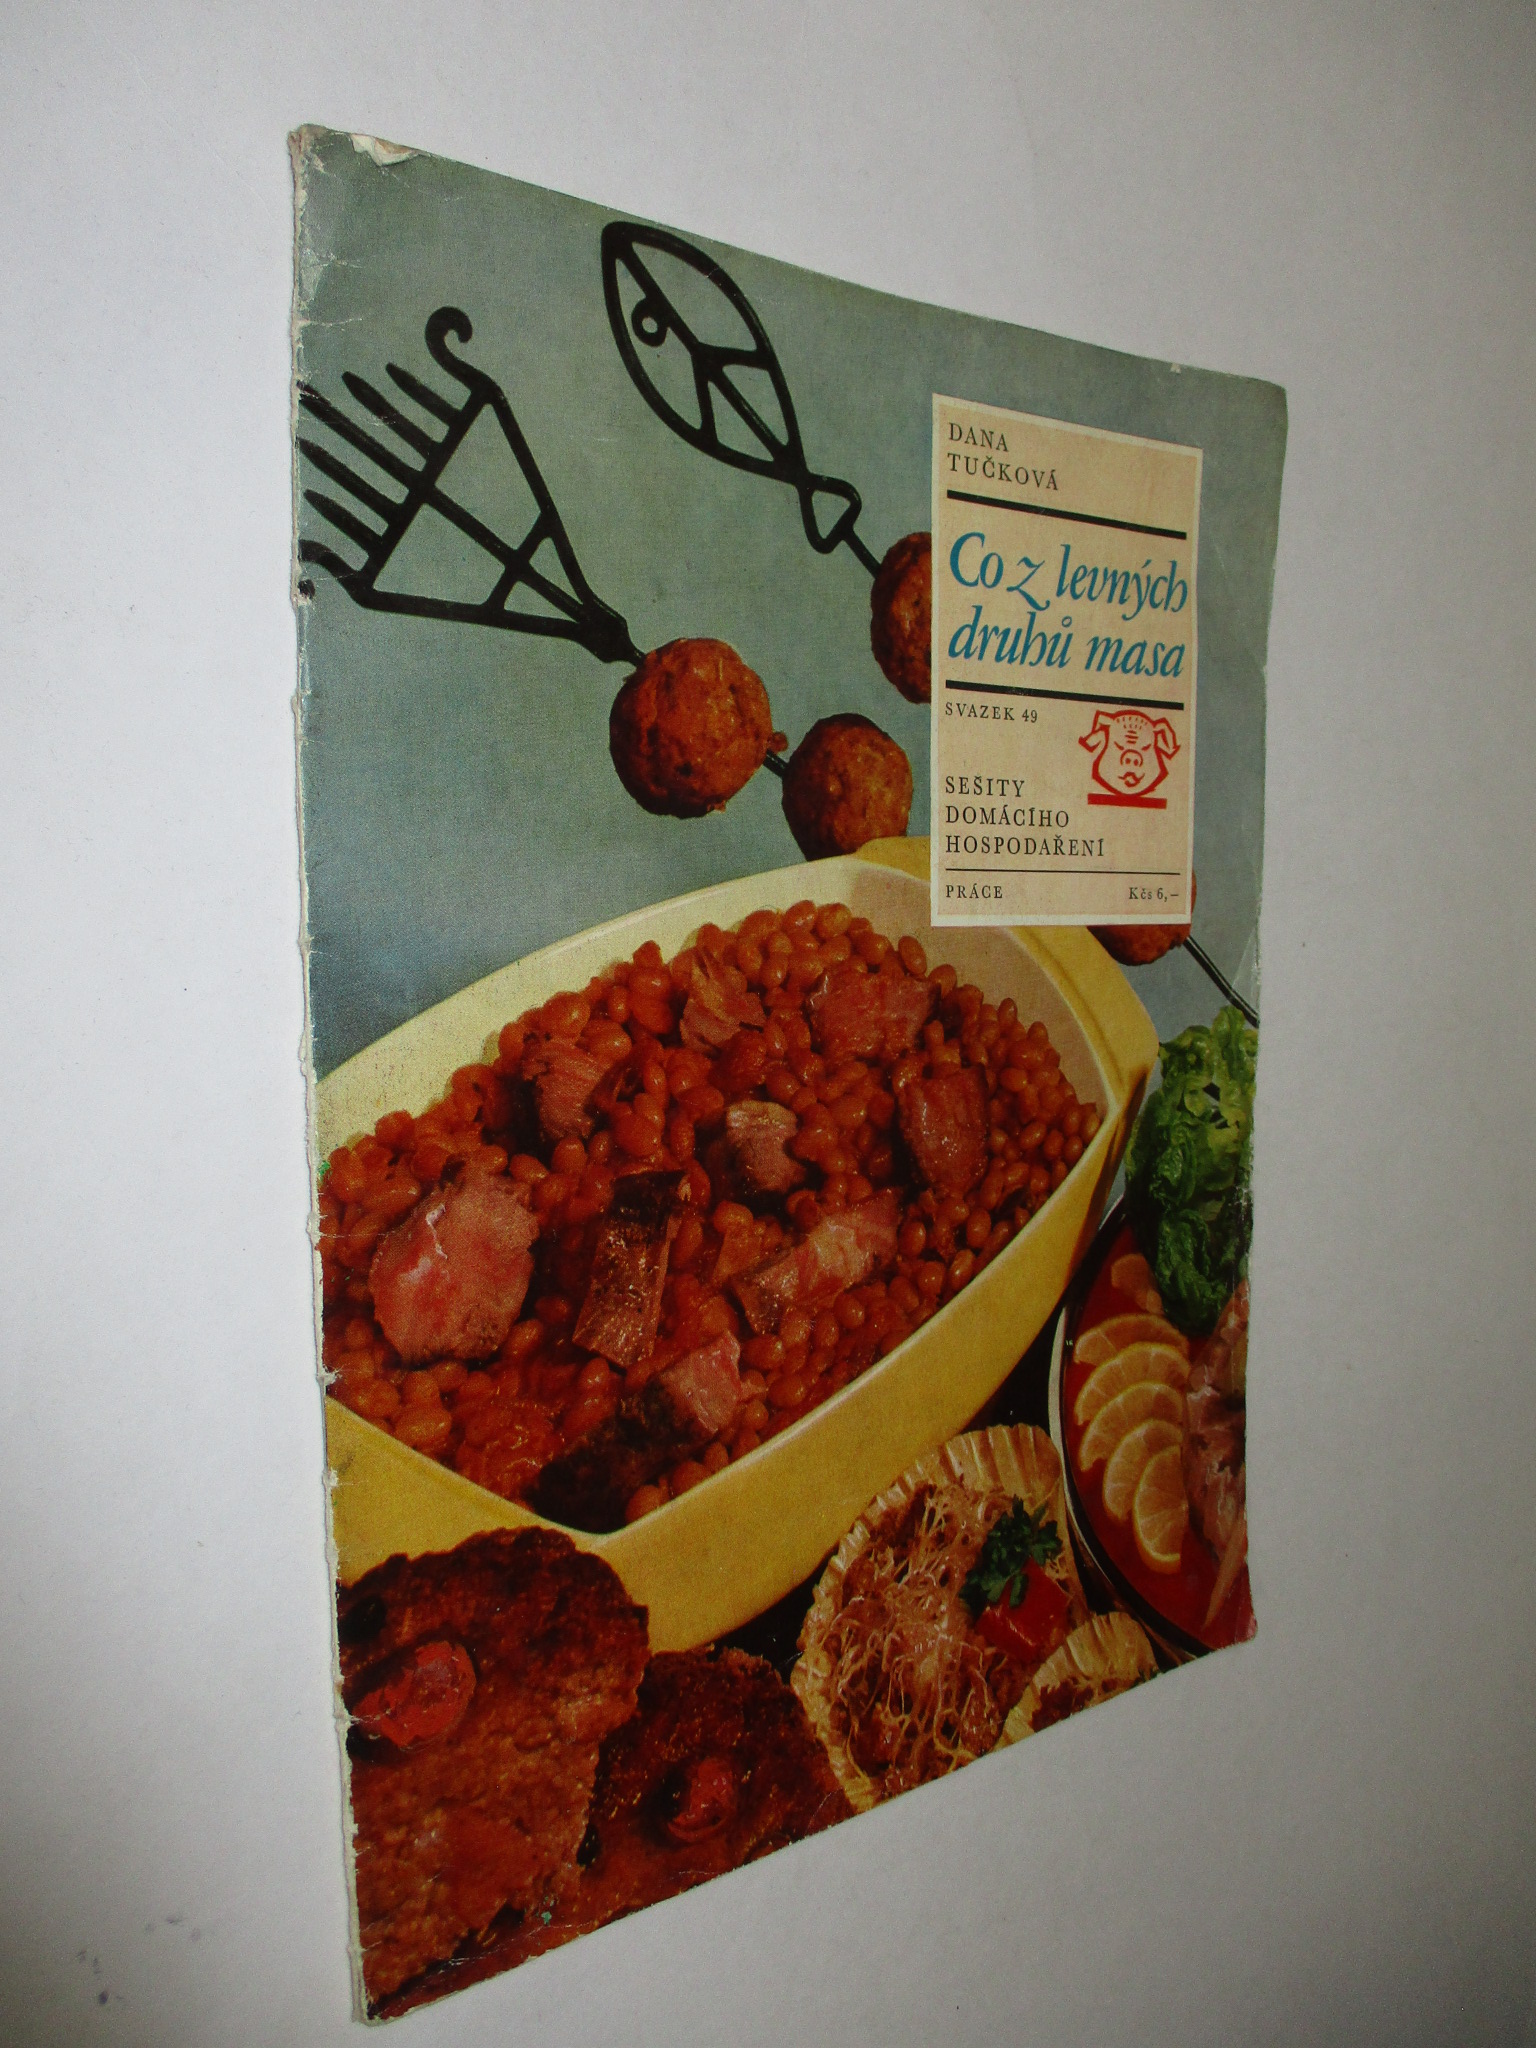 DANA
TUČKOVÁ
Co z levných
druhů masa
SVAZEK 49
SEŠITY
DOMÁCÍHO
HOSPODAŘENÍ
PRÁCE Kčs 6,–